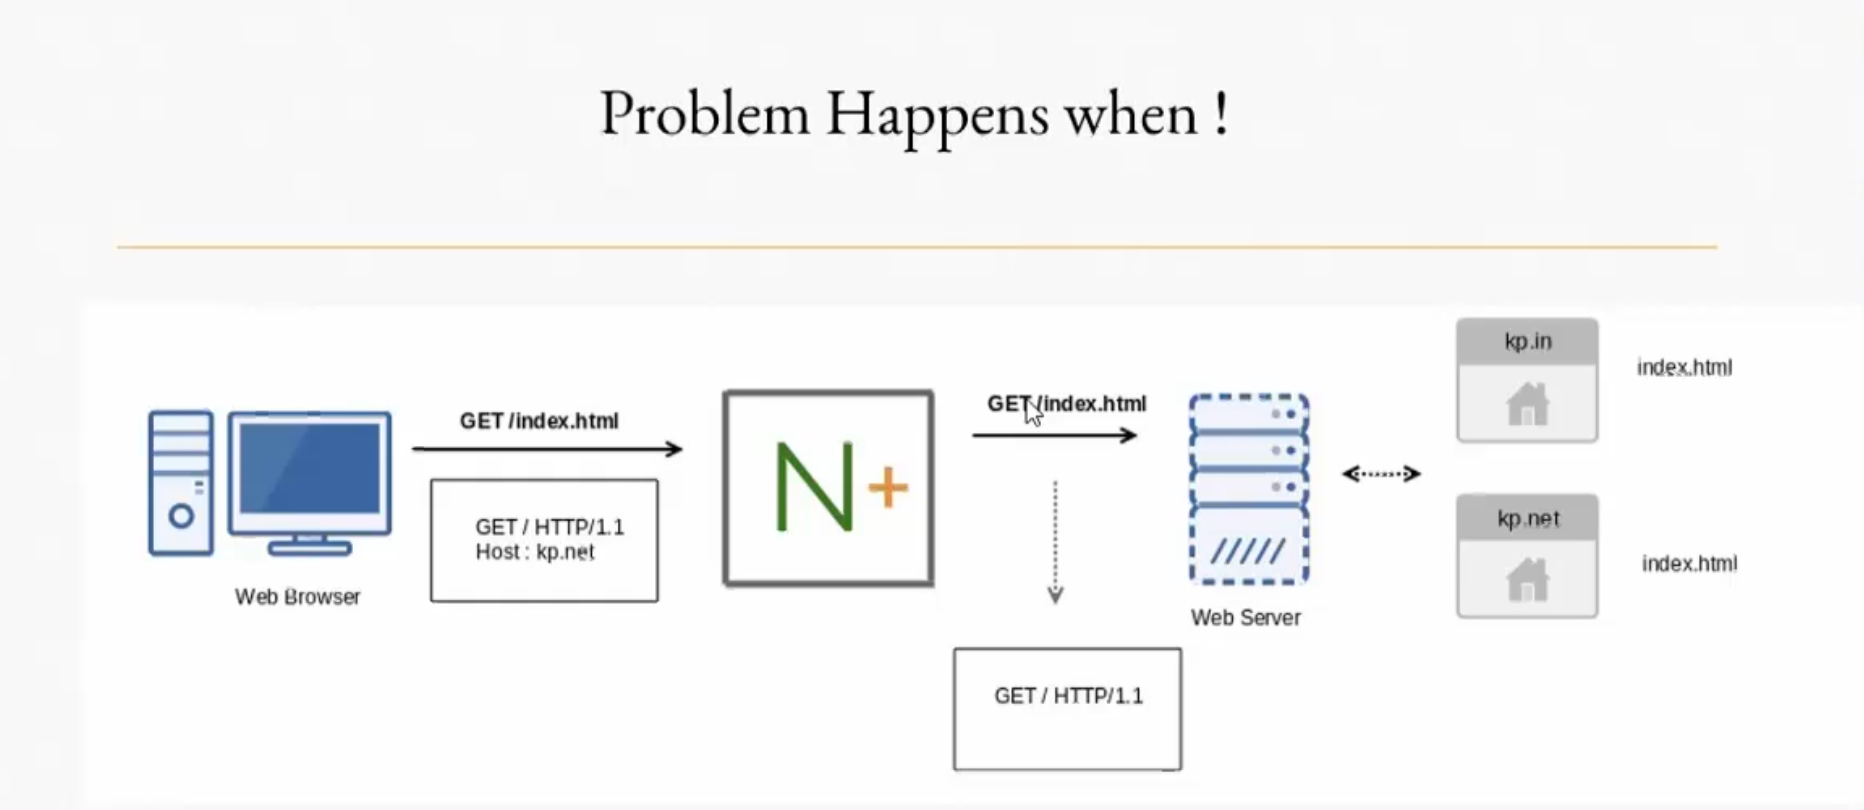 Problem Happens when !
GET /index.html
GET / HTTP/1.1
Host : kp.net
Web Browser
N+
GET /index.html
GET / HTTP/1.1
Web Server
kp.in
index.html
kp.net
index.html